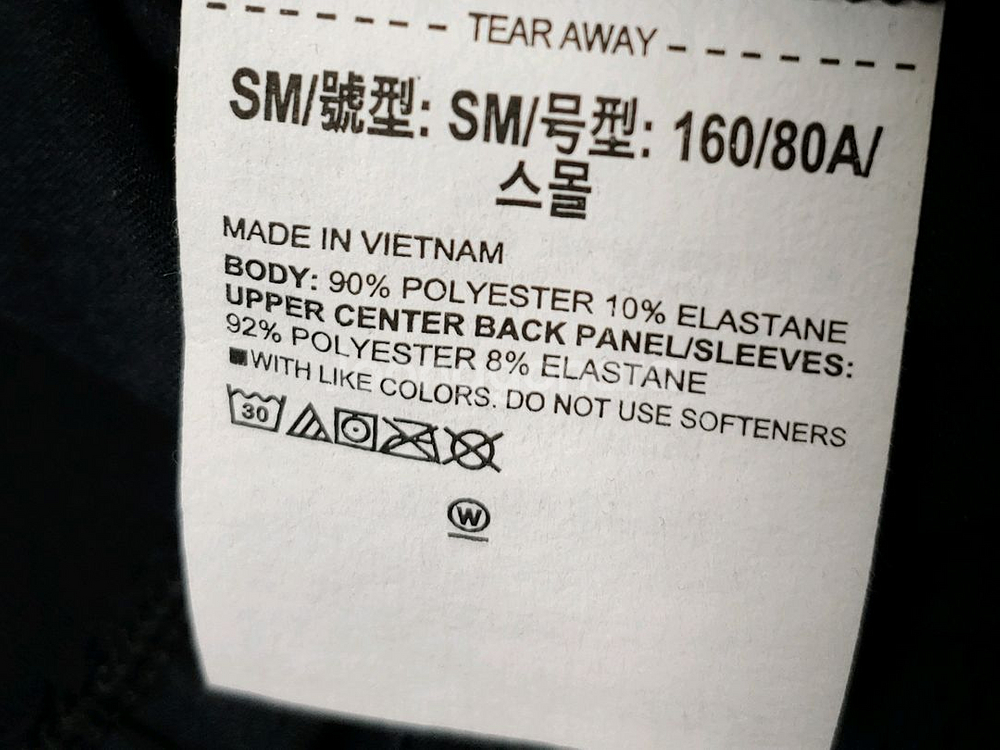 TEAR AWAY
SM/號型: SM/号型: 160/80A/
스몰
MADE IN VIETNAM
BODY: 90% POLYESTER 10% ELASTANE
UPPER CENTER BACK PANEL/SLEEVES:
92% POLYESTER 8% ELASTANE
■WITH LIKE COLORS. DO NOT USE SOFTENERS
30
W